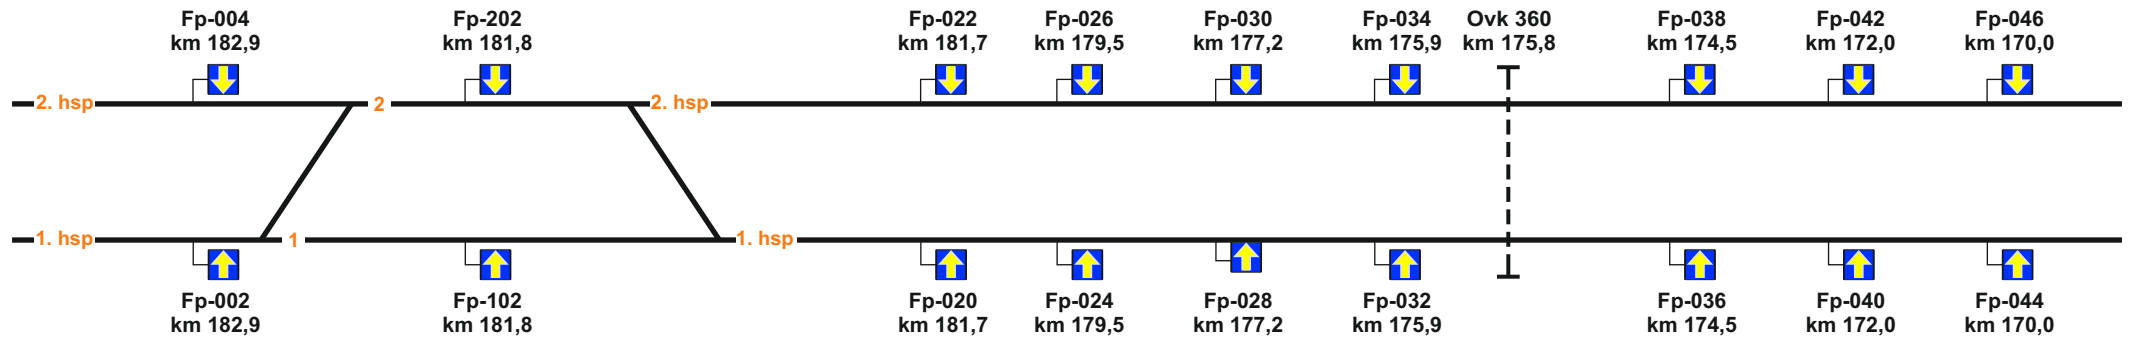 Fp-004 Fp-202 Fp-022 Fp-026 Fp-030 Fp-034 Ovk 360 Fp-038 Fp-042 Fp-046
km 182,9 km 181,8 km 181,7 km 179,5 km 177,2 km 175,9 km 175,8 km 174,5 km 172,0 km 170,0
2. hsp 2 2. hsp
1. hsp 1 1. hsp
Fp-002 Fp-102 Fp-020 Fp-024 Fp-028 Fp-032 Fp-036 Fp-040 Fp-044
km 182,9 km 181,8 km 181,7 km 179,5 km 177,2 km 175,9 km 174,5 km 172,0 km 170,0